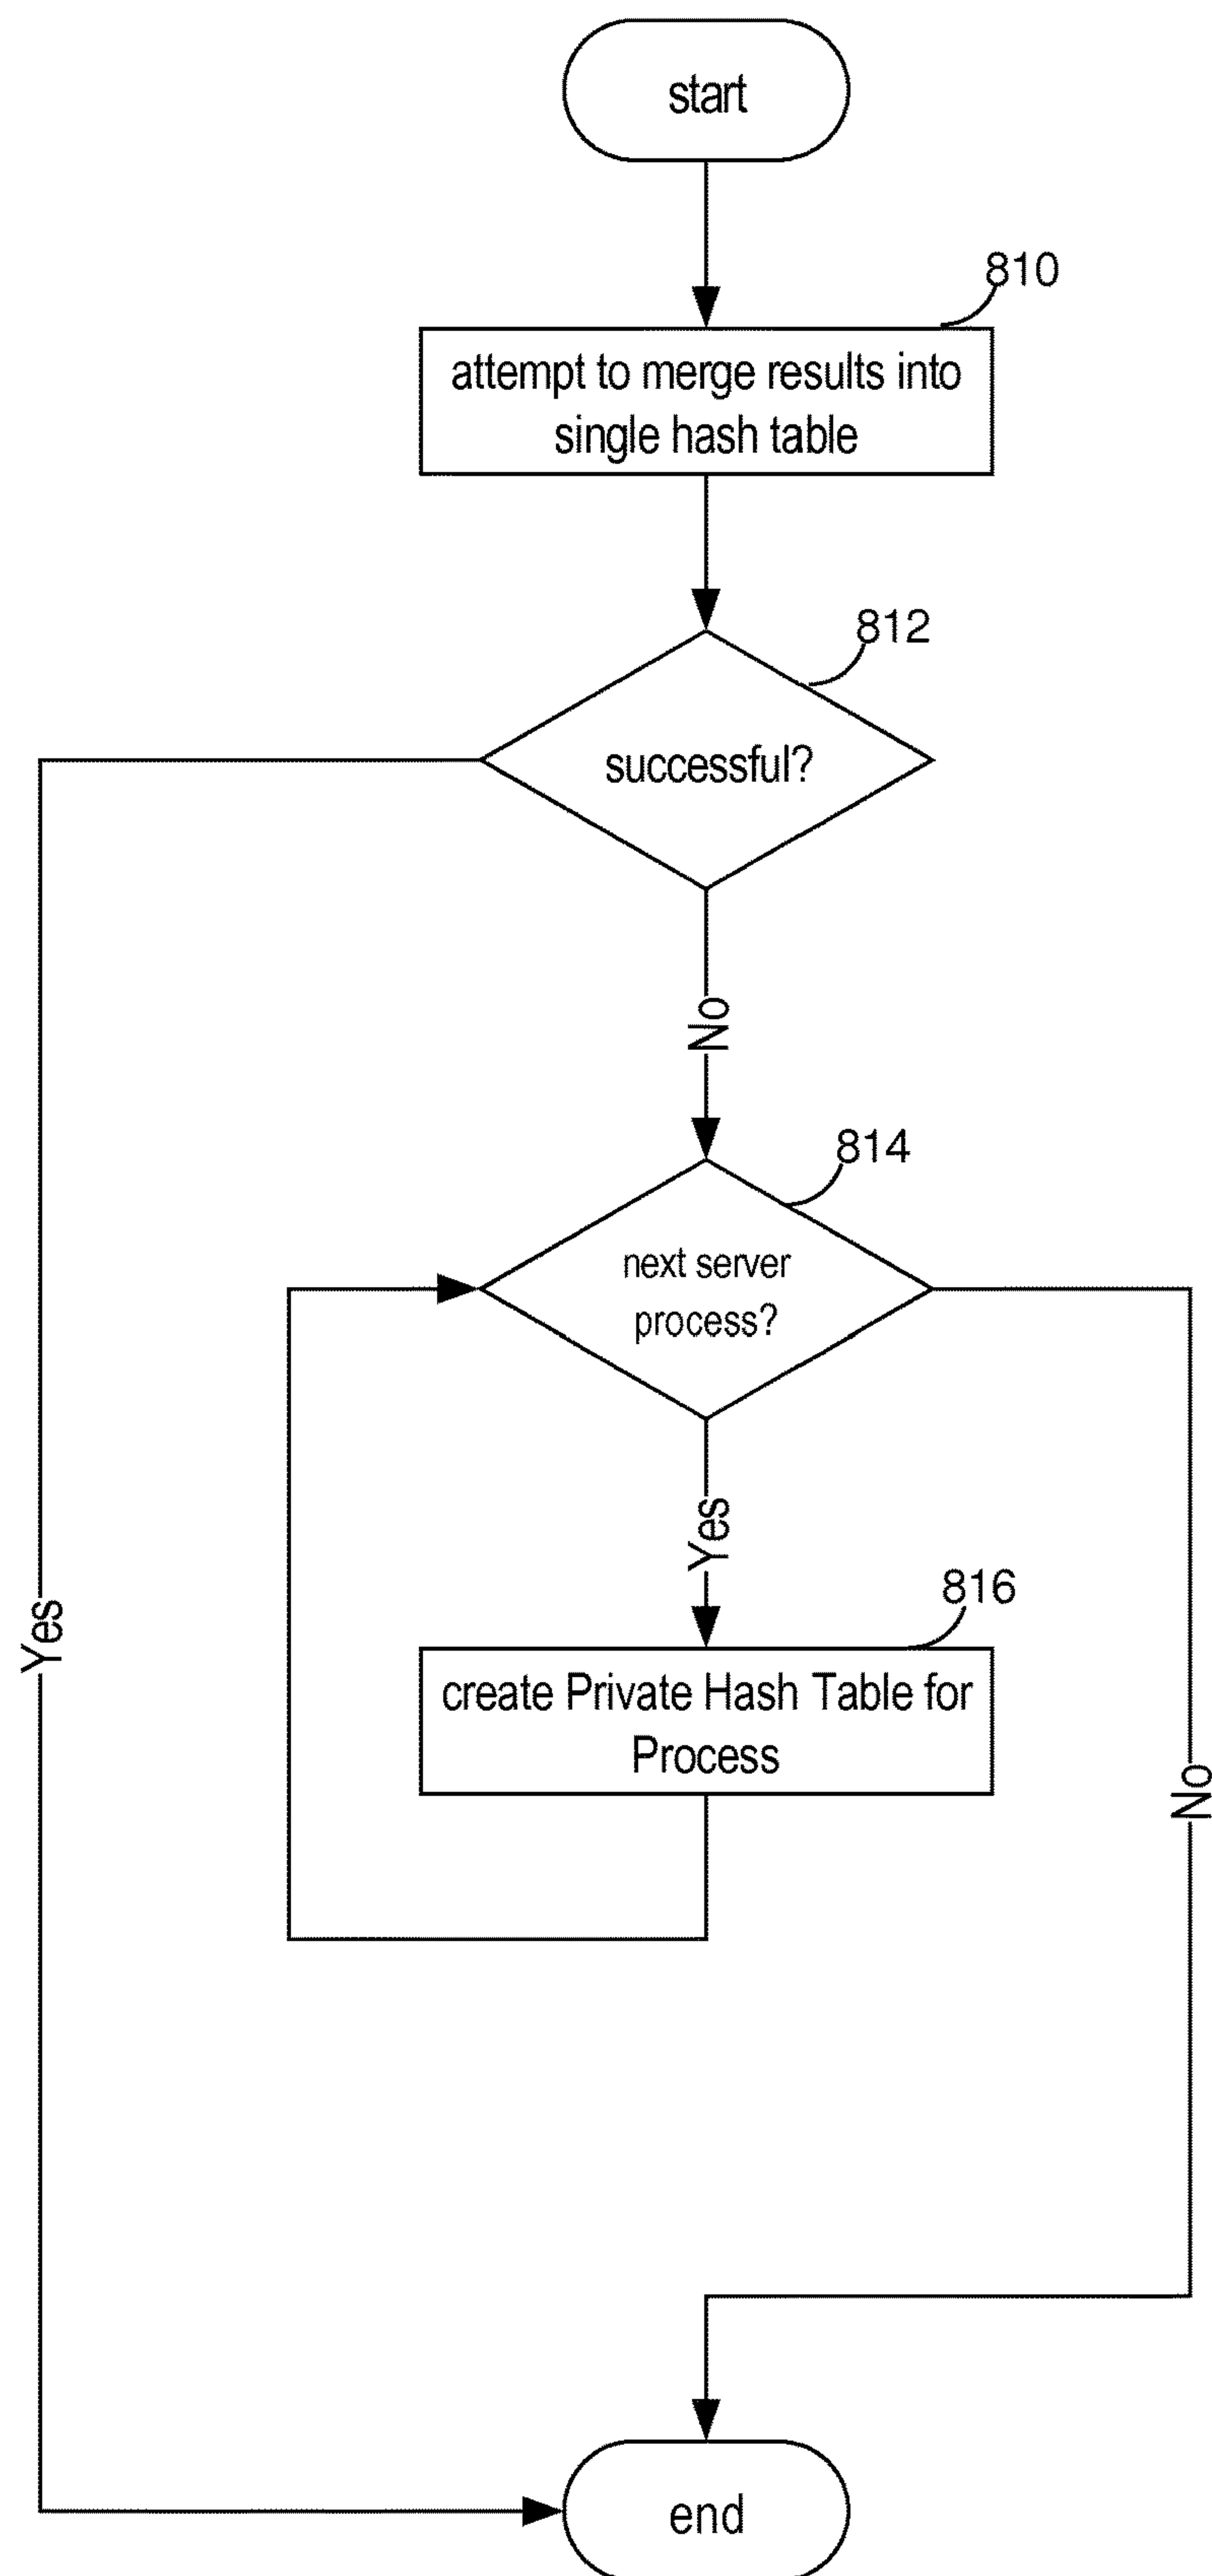 start
810
attempt to merge results into
single hash table
812
successful?
No
814
next server
process?
Yes
816
create Private Hash Table for
Process
Yes
No
end